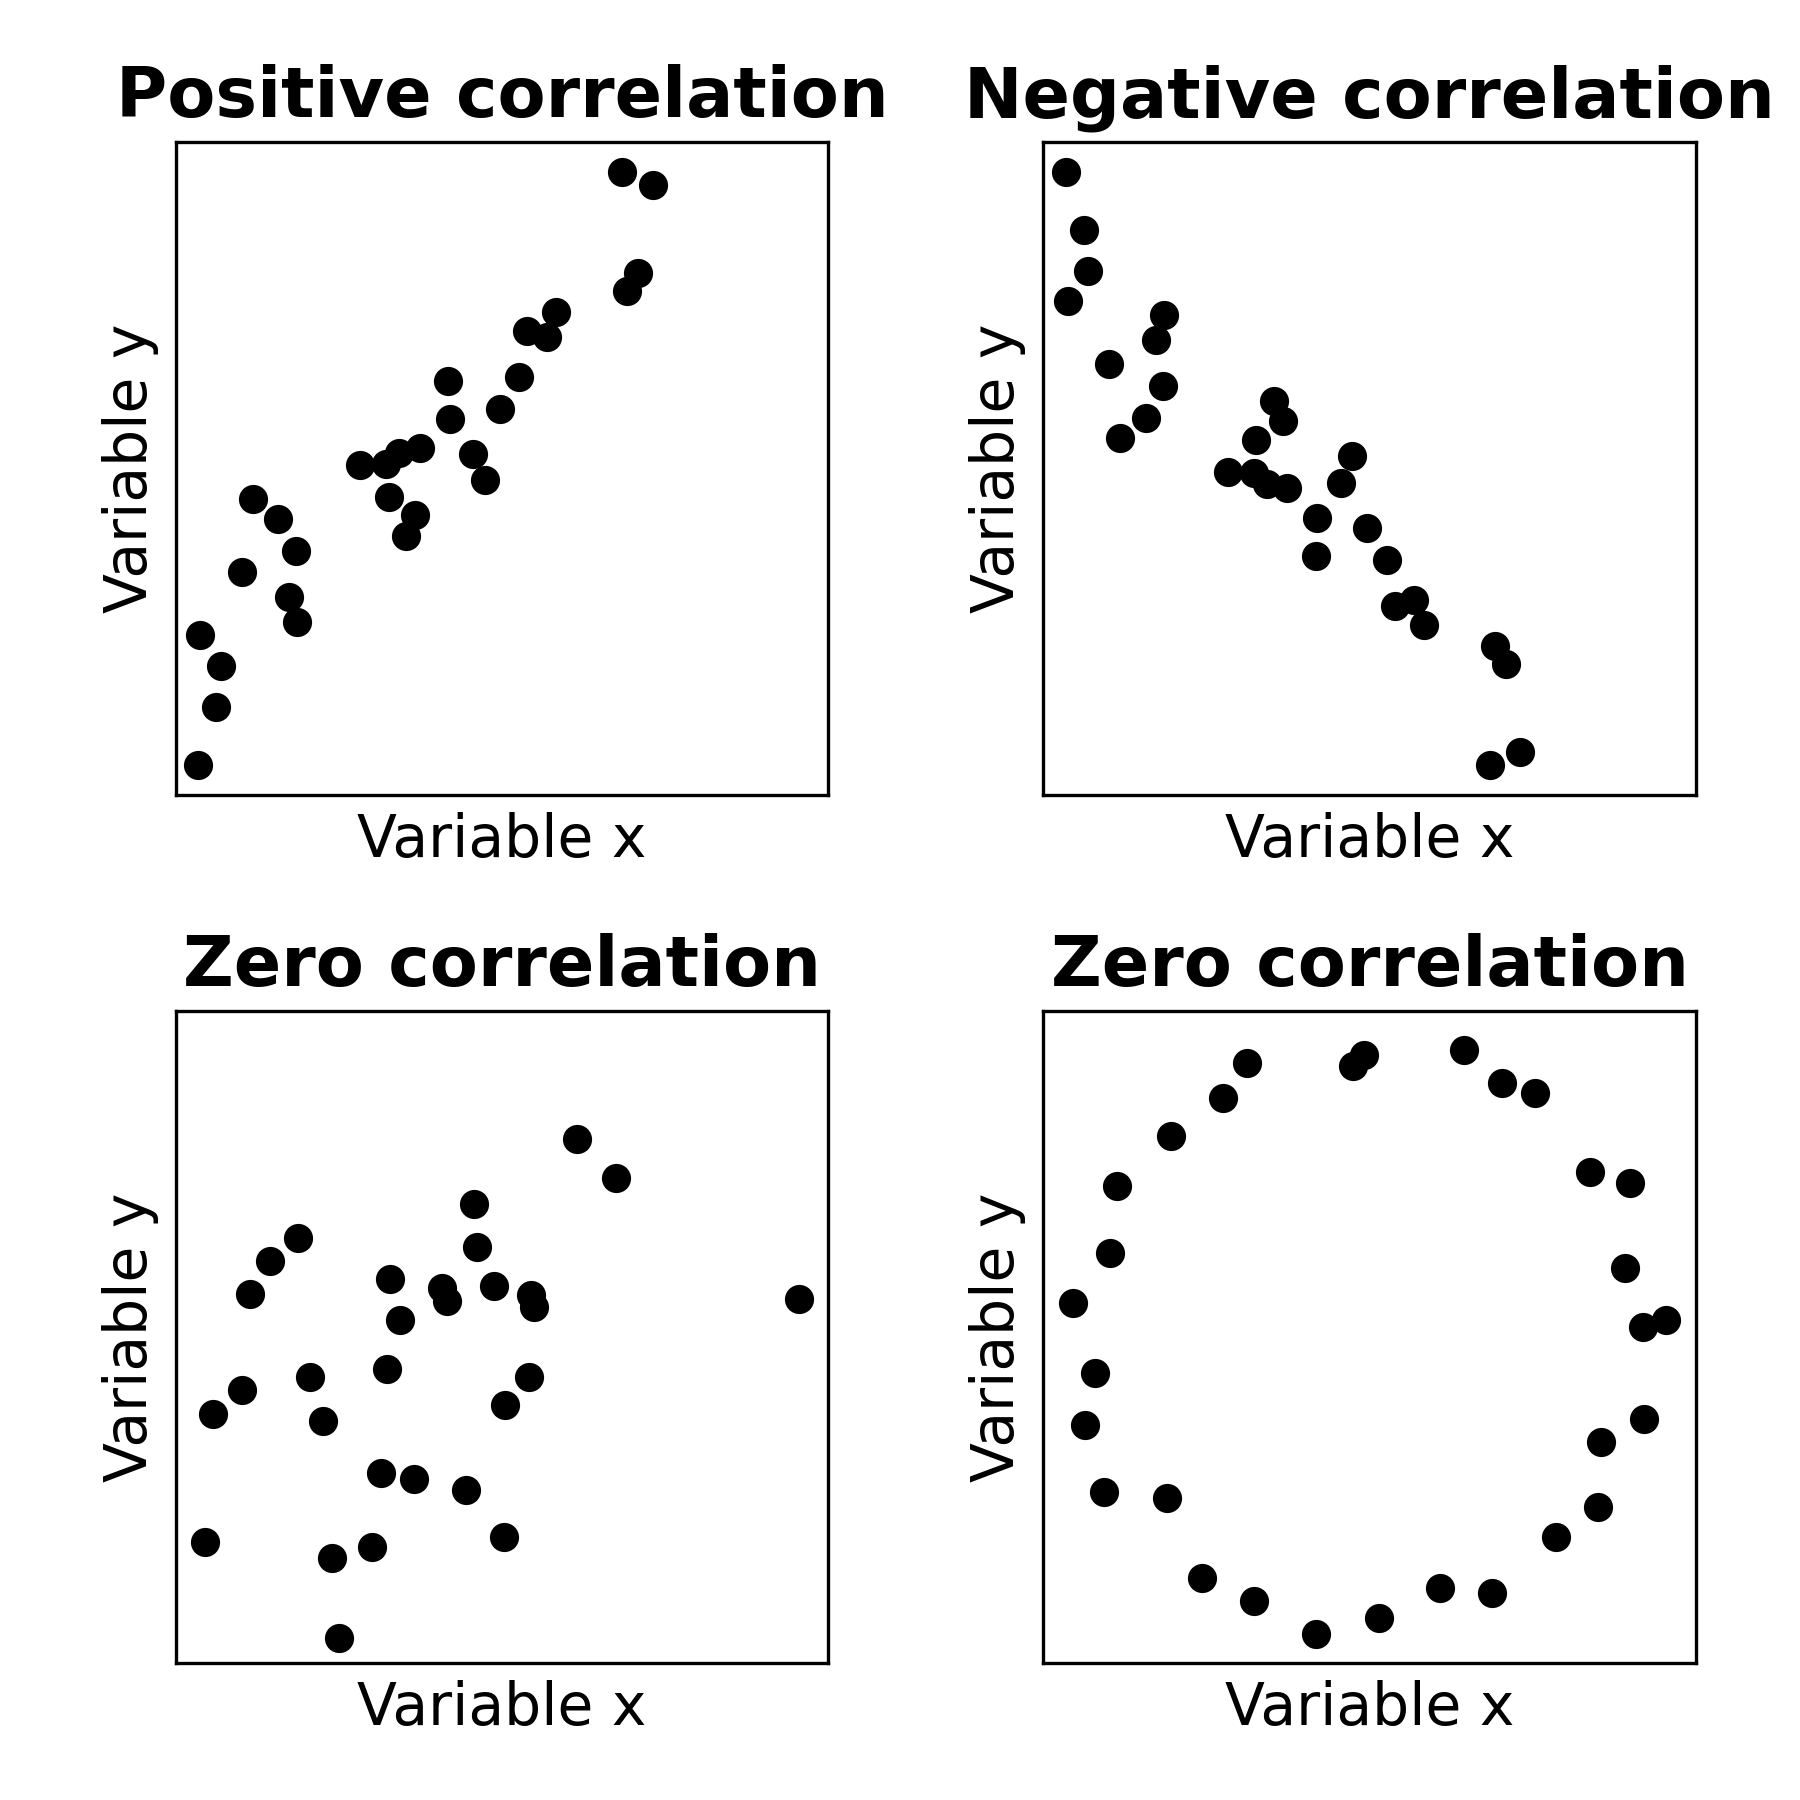 Positive correlation
Variable y
Variable x
Negative correlation
Variable y
Variable x
Zero correlation
Variable y
Variable x
Zero correlation
Variable y
Variable x